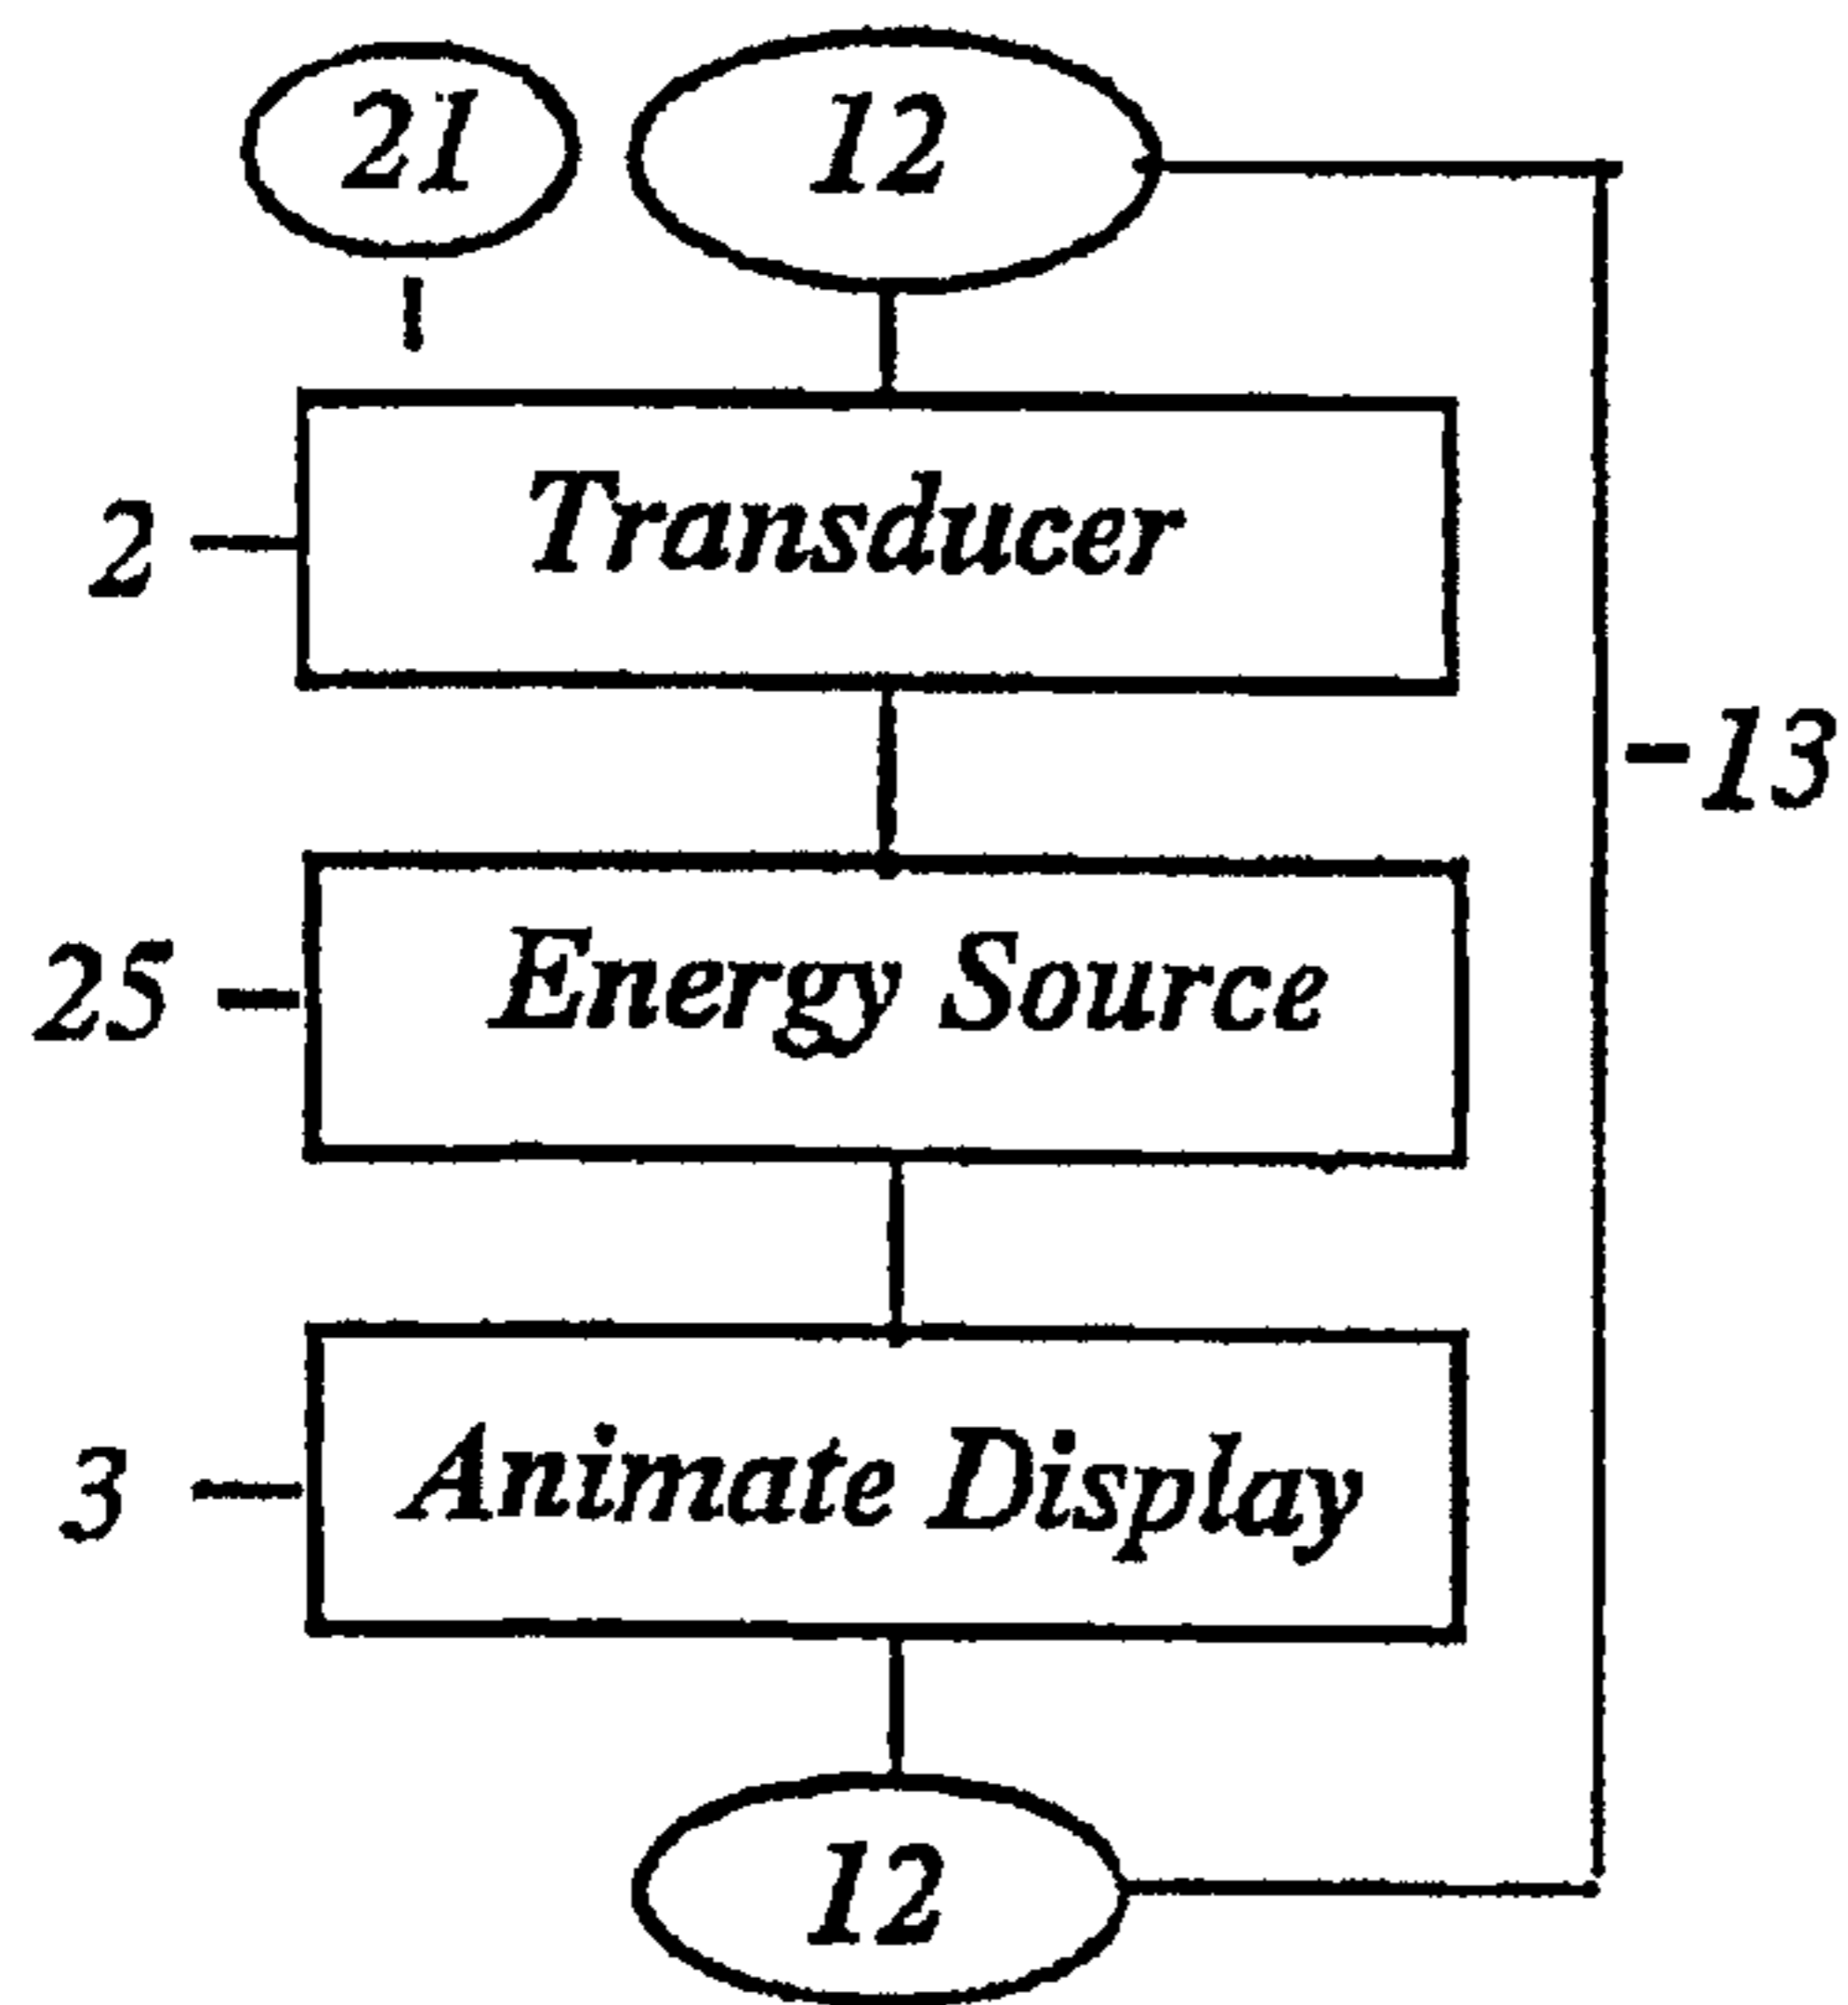 21 12
2 Transducer
13
25 Energy Source
3 Animate Display
12